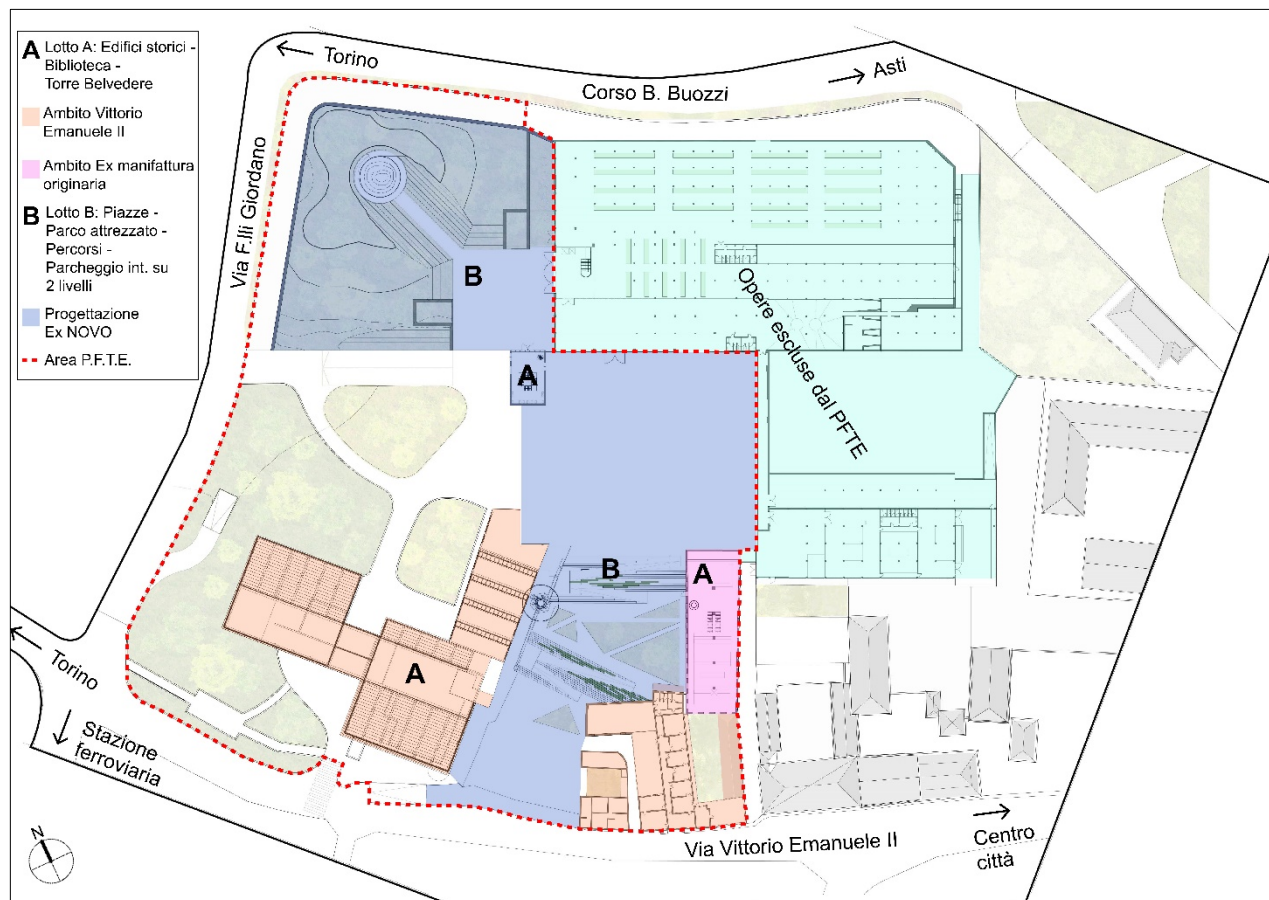 A Lotto A: Edifici storici -
Biblioteca -
Torre Belvedere
Ambito Vittorio
Emanuele II
Ambito Ex manifattura
originaria
B Lotto B: Piazze -
Parco attrezzato -
Percorsi -
Parcheggio int. su
2 livelli
Progettazione
Ex NOVO
Area P.F.T.E.
Torino
Asti
Corso B. Buozzi
Via F.lli Giordano
B
Opere escluse dal PFTE
A
B
A
A
Torino
Stazione
ferroviaria
Via Vittorio Emanuele II
Centro
città
N